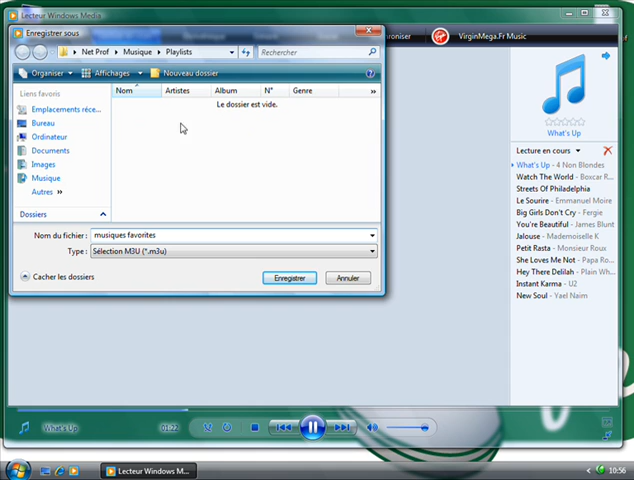 Lecteur Windows Media
Enregistrer sous
Net Prof ▸ Musique ▸ Playlists
Rechercher
oniser
VirginMega.Fr Music
Organiser
Affichages
Nouveau dossier
Liens favoris
Emplacements réce...
Bureau
Ordinateur
Documents
Images
Musique
Autres »
Dossiers
Nom
Artistes
Album
N°
Genre
»
Le dossier est vide.
Nom du fichier : musiques favorites
Type : Sélection M3U (*.m3u)
Cacher les dossiers
Enregistrer
Annuler
What's Up
Lecture en cours
What's Up - 4 Non Blondes
Watch The World - Boxcar R...
Streets Of Philadelphia
Le Sourire - Emmanuel Moire
Big Girls Don't Cry - Fergie
You're Beautiful - James Blunt
Jalouse - Mademoiselle K
Petit Rasta - Monsieur Roux
She Loves Me Not - Papa Ro...
Hey There Delilah - Plain Wh...
Instant Karma - U2
New Soul - Yael Naim
What's Up
01:22
Lecteur Windows M...
10:56